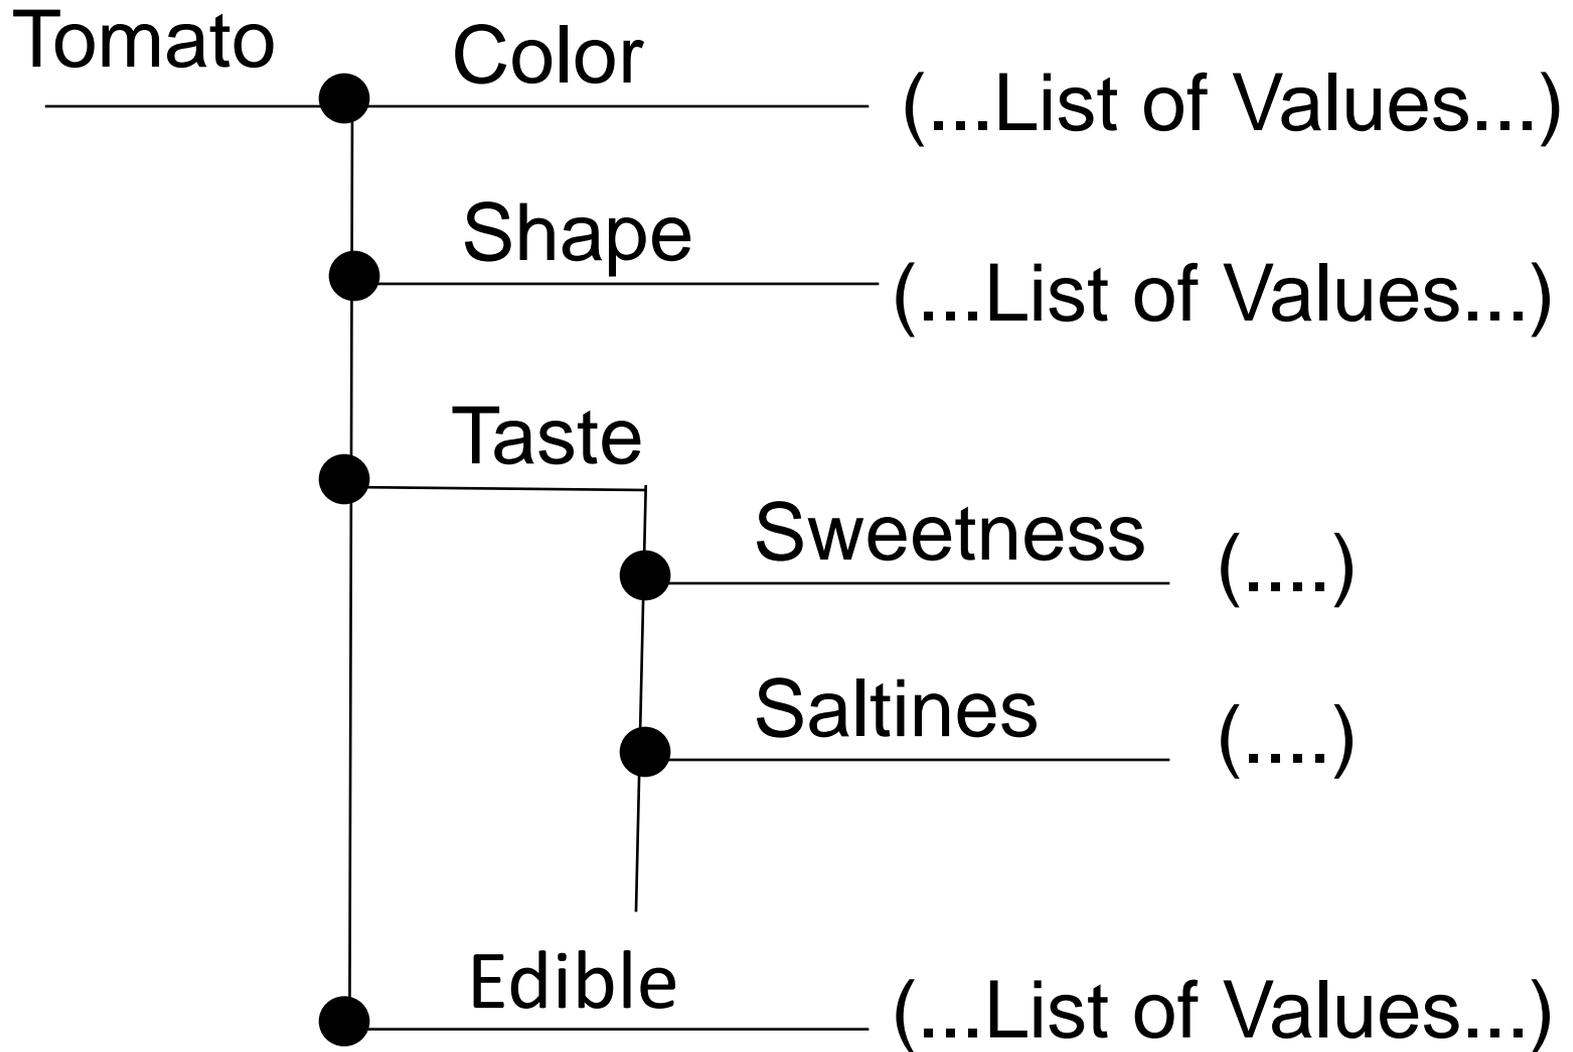 Tomato
Color
(...List of Values...)
Shape
(...List of Values...)
Taste
Sweetness
(....)
Saltines
(....)
Edible
(...List of Values...)